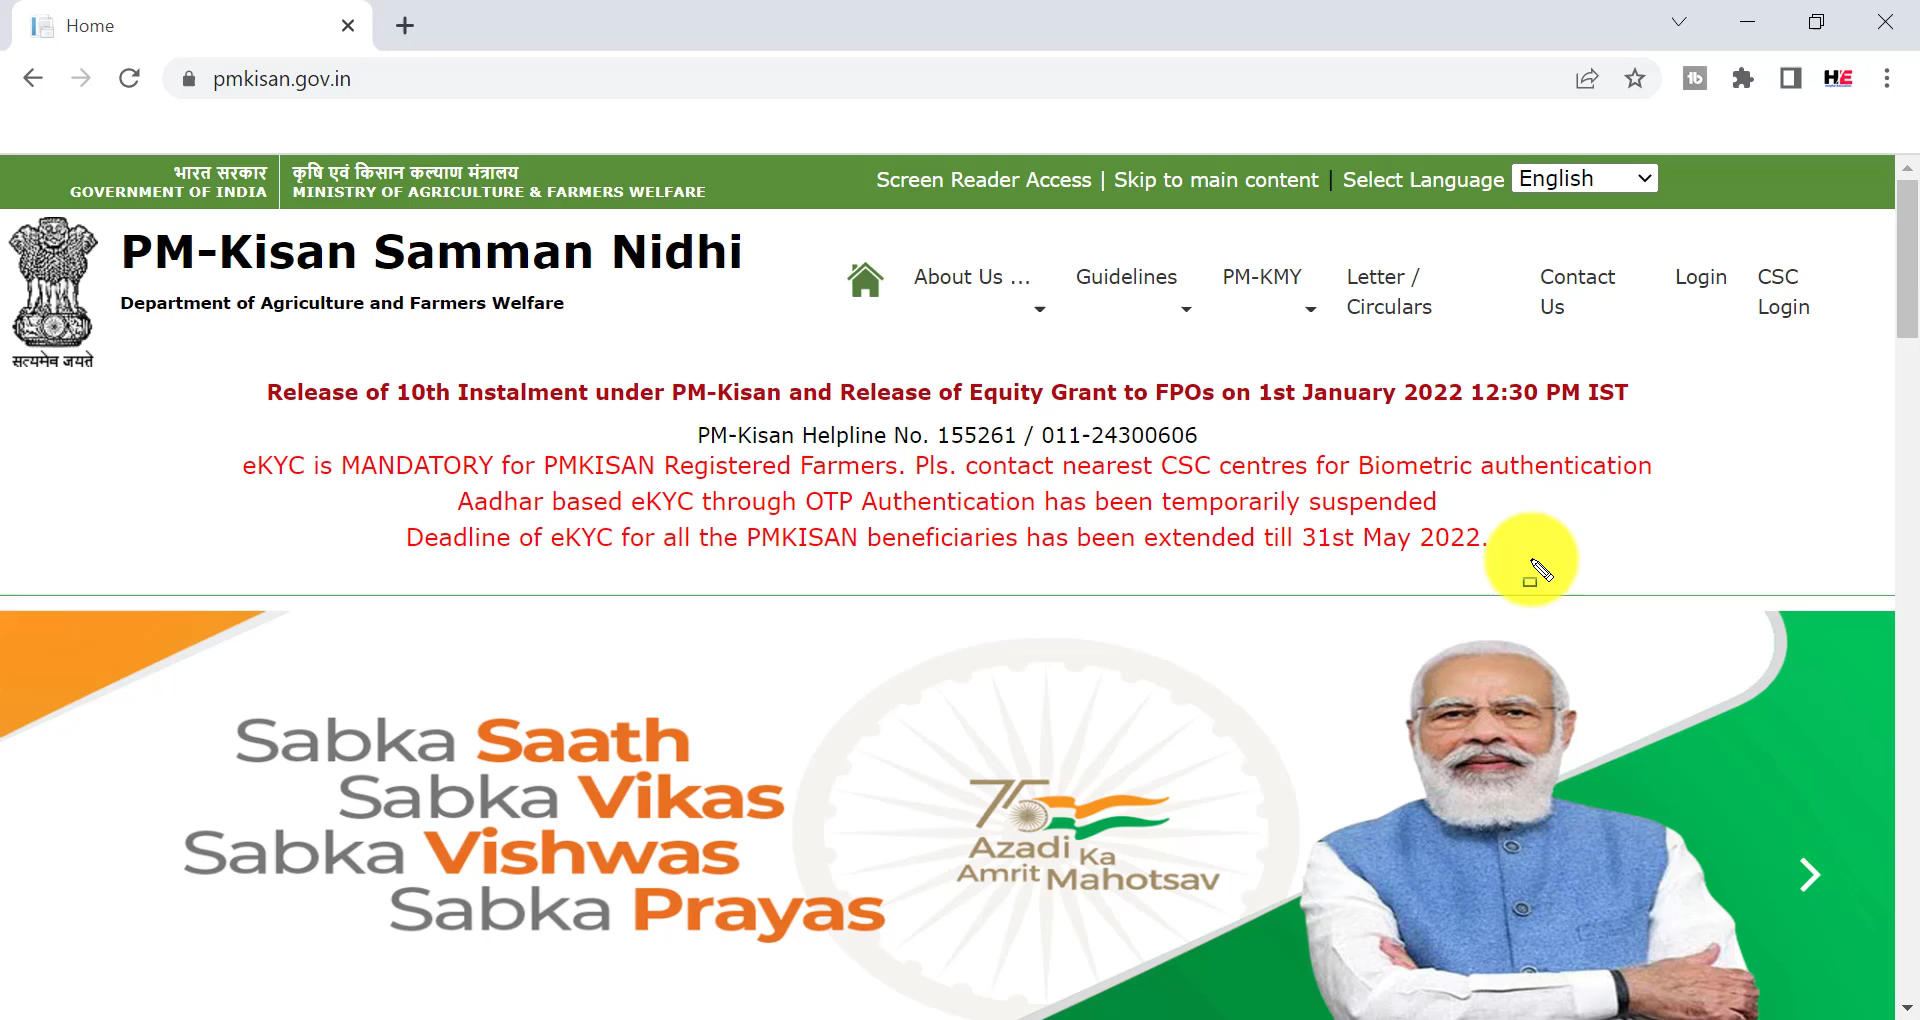 Home
pmkisan.gov.in
भारत सरकार
GOVERNMENT OF INDIA
कृषि एवं किसान कल्याण मंत्रालय
MINISTRY OF AGRICULTURE & FARMERS WELFARE
Screen Reader Access | Skip to main content | Select Language English
सत्यमेव जयते
PM-Kisan Samman Nidhi
Department of Agriculture and Farmers Welfare
About Us ...
Guidelines
PM-KMY
Letter /
Circulars
Contact
Us
Login
CSC
Login
Release of 10th Instalment under PM-Kisan and Release of Equity Grant to FPOs on 1st January 2022 12:30 PM IST
PM-Kisan Helpline No. 155261 / 011-24300606
eKYC is MANDATORY for PMKISAN Registered Farmers. Pls. contact nearest CSC centres for Biometric authentication
Aadhar based eKYC through OTP Authentication has been temporarily suspended
Deadline of eKYC for all the PMKISAN beneficiaries has been extended till 31st May 2022.
Sabka Saath
Sabka Vikas
Sabka Vishwas
Sabka Prayas
75
Azadi Ka
Amrit Mahotsav